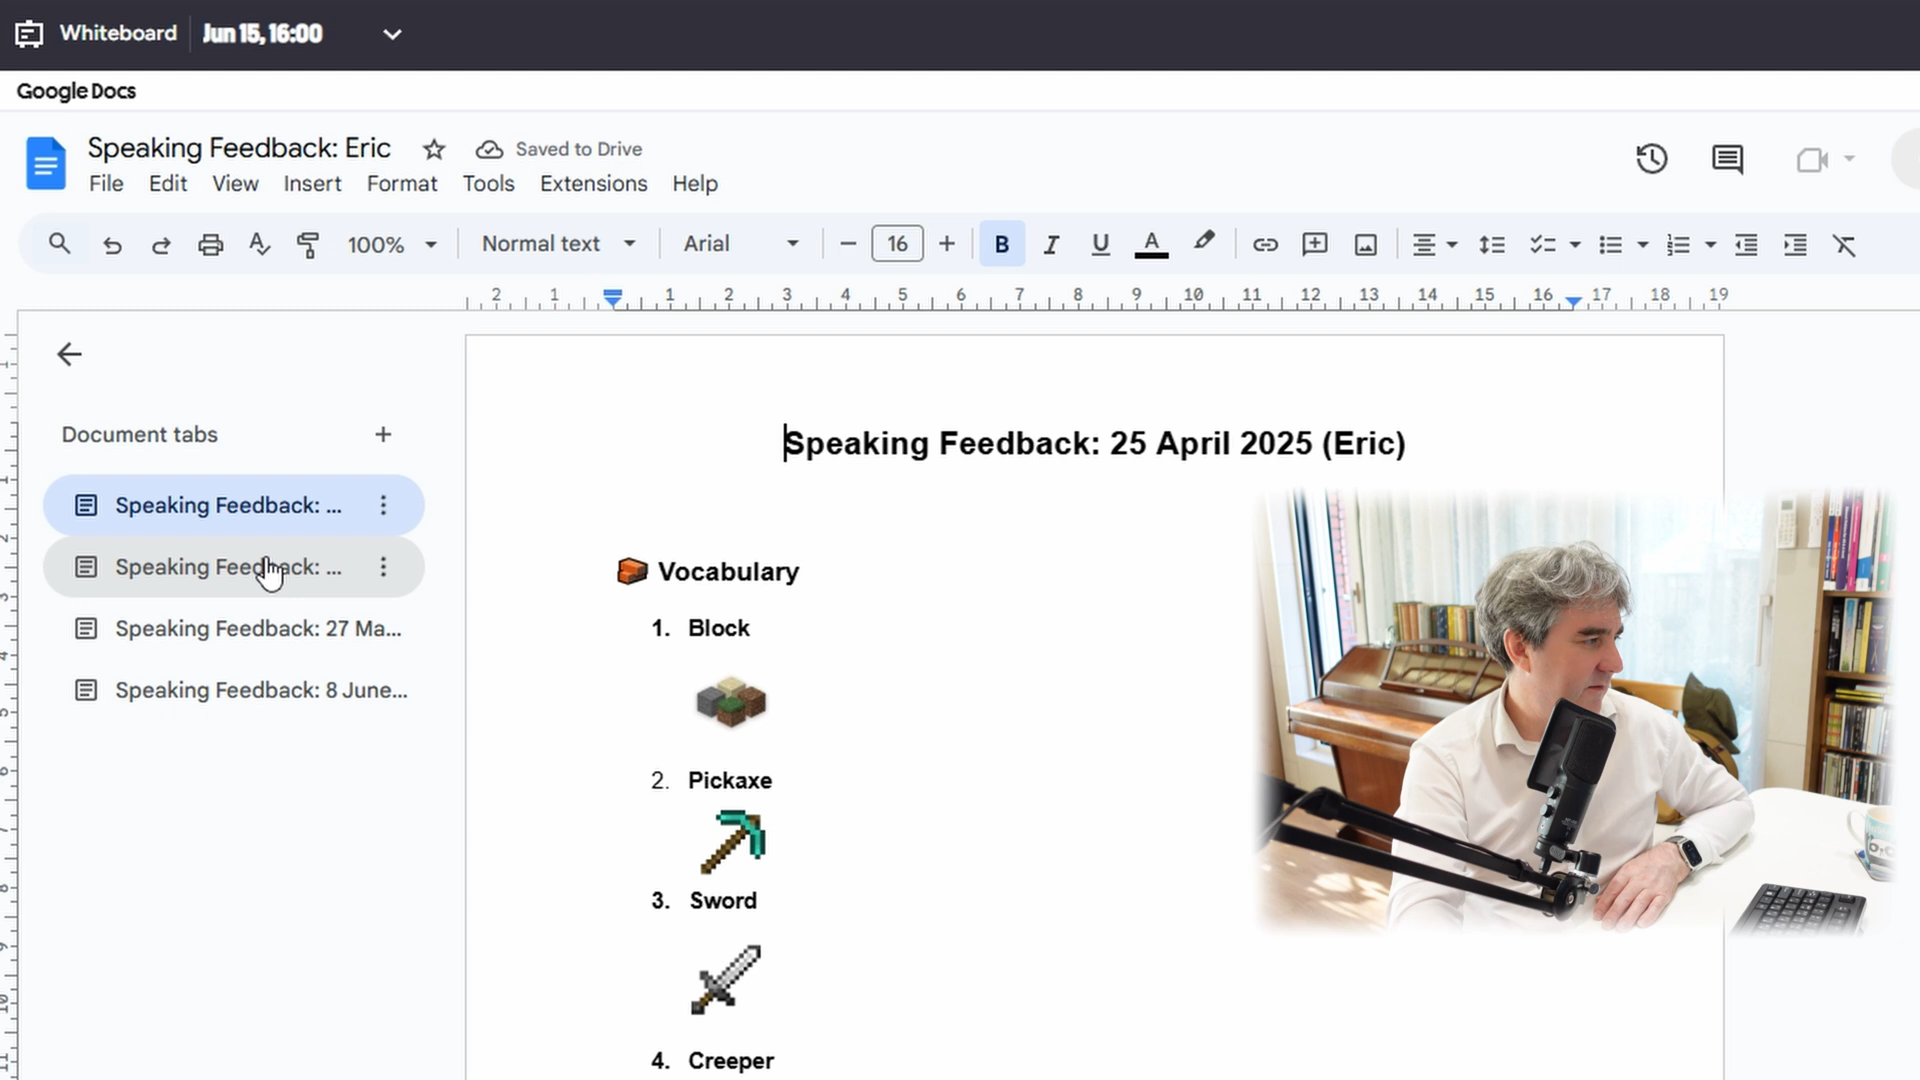 Whiteboard Jun 15, 16:00
Google Docs
Speaking Feedback: Eric Saved to Drive
File Edit View Insert Format Tools Extensions Help
100% Normal text Arial 16 B I U A
2 1 1 2 3 4 5 6 7 8 9 10 11 12 13 14 15 16 17 18 19
Document tabs
Speaking Feedback: ...
Speaking Feedback: ...
Speaking Feedback: 27 Ma...
Speaking Feedback: 8 June...
Speaking Feedback: 25 April 2025 (Eric)
Vocabulary
1. Block
2. Pickaxe
3. Sword
4. Creeper